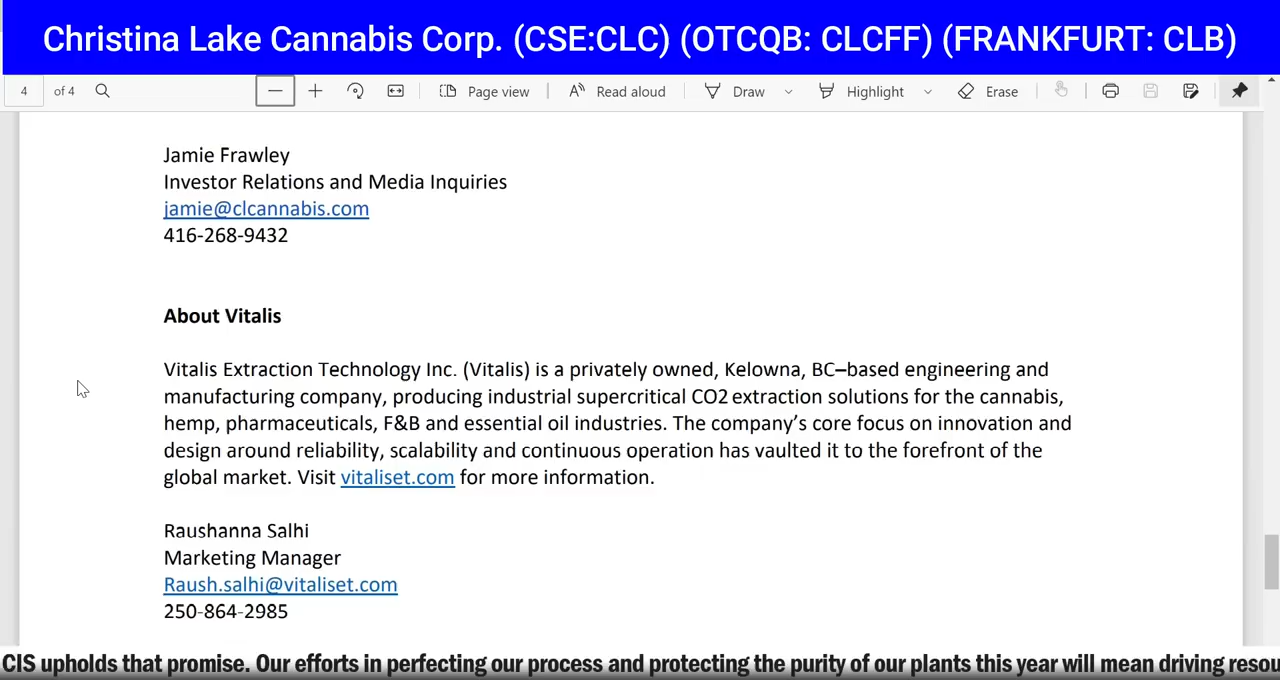 Christina Lake Cannabis Corp. (CSE:CLC) (OTCQB: CLCFF) (FRANKFURT: CLB)
4 of 4 Page view Read aloud Draw Highlight Erase
Jamie Frawley
Investor Relations and Media Inquiries
jamie@clcannabis.com
416-268-9432
About Vitalis
Vitalis Extraction Technology Inc. (Vitalis) is a privately owned, Kelowna, BC–based engineering and
manufacturing company, producing industrial supercritical CO2 extraction solutions for the cannabis,
hemp, pharmaceuticals, F&B and essential oil industries. The company’s core focus on innovation and
design around reliability, scalability and continuous operation has vaulted it to the forefront of the
global market. Visit vitaliset.com for more information.
Raushanna Salhi
Marketing Manager
Raush.salhi@vitaliset.com
250-864-2985
CIS upholds that promise. Our efforts in perfecting our process and protecting the purity of our plants this year will mean driving resou